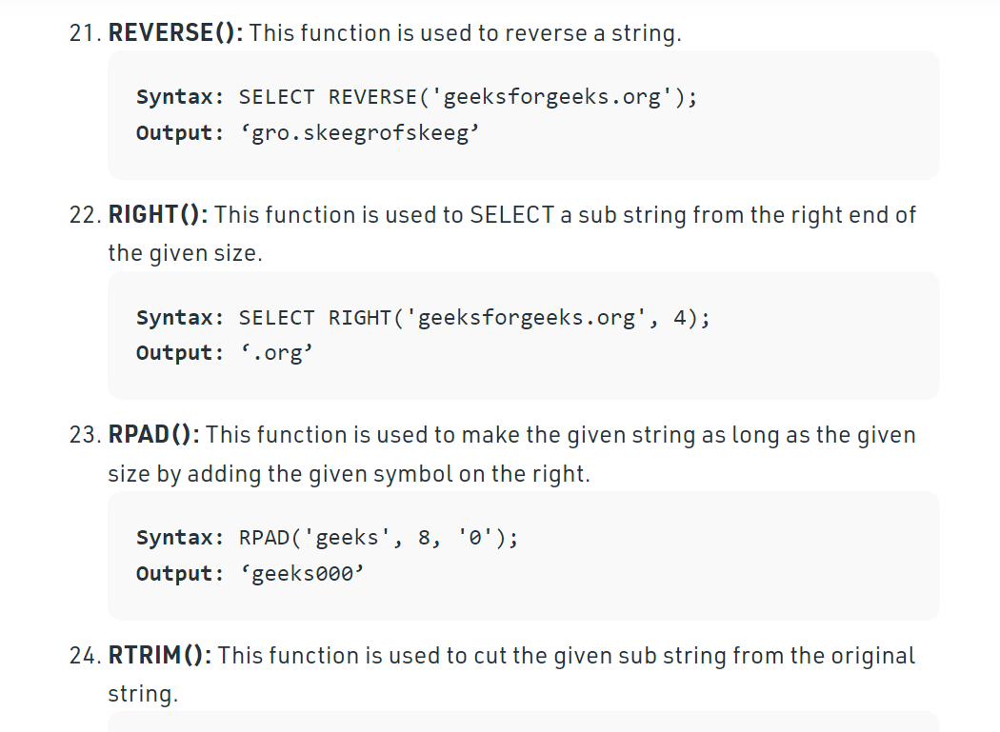 21. REVERSE(): This function is used to reverse a string.
Syntax: SELECT REVERSE('geeksforgeeks.org');
Output: ‘gro.skeegrofskeeg’
22. RIGHT(): This function is used to SELECT a sub string from the right end of
the given size.
Syntax: SELECT RIGHT('geeksforgeeks.org', 4);
Output: ‘.org’
23. RPAD(): This function is used to make the given string as long as the given
size by adding the given symbol on the right.
Syntax: RPAD('geeks', 8, '0');
Output: ‘geeks000’
24. RTRIM(): This function is used to cut the given sub string from the original
string.